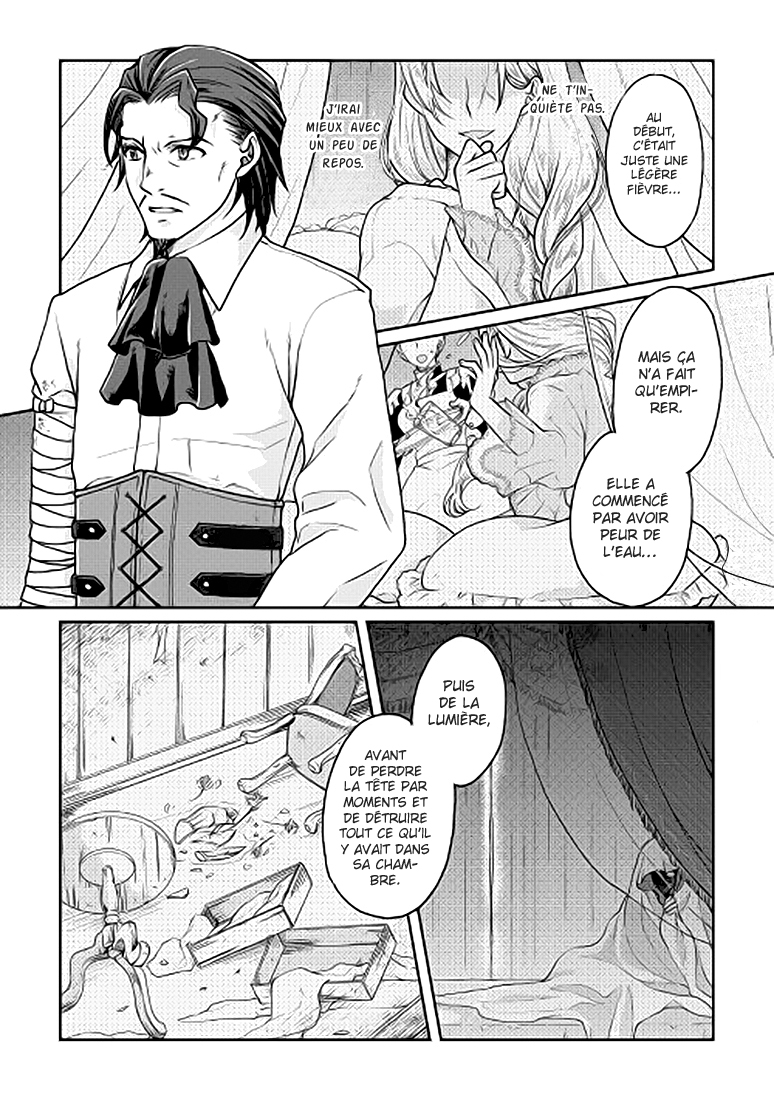 AU
DÉBUT,
C'ÉTAIT
JUSTE UNE
LÉGÈRE
FIÈVRE...
NE T'IN-
QUIÈTE PAS.
J'IRAI
MIEUX AVEC
UN PEU DE
REPOS.
MAIS ÇA
N'A FAIT
QU'EMPI-
RER.
ELLE A
COMMENCÉ
PAR AVOIR
PEUR DE
L'EAU...
PUIS
DE LA
LUMIÈRE,
AVANT
DE PERDRE
LA TÊTE PAR
MOMENTS ET
DE DÉTRUIRE
TOUT CE QU'IL
Y AVAIT DANS
SA CHAM-
BRE.